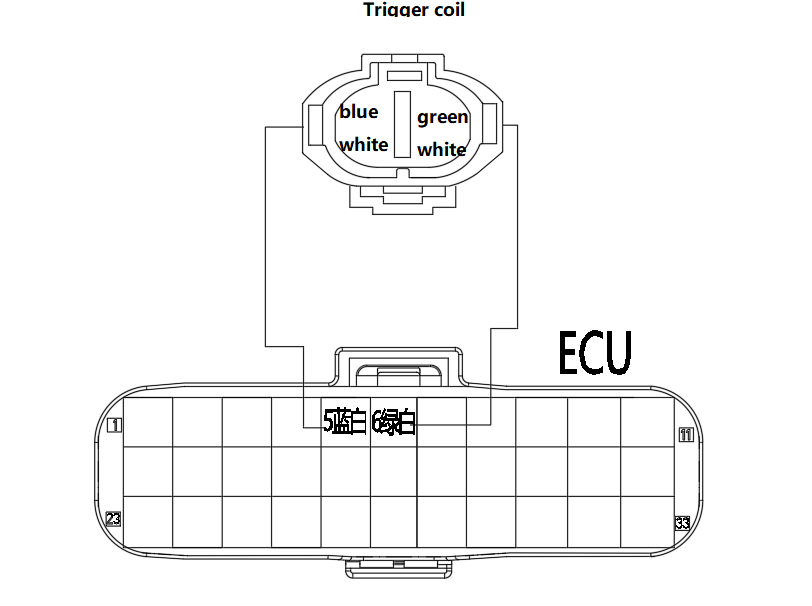 Trigger coil
blue
white
green
white
ECU
5蓝白 6绿白
1
11
23
33